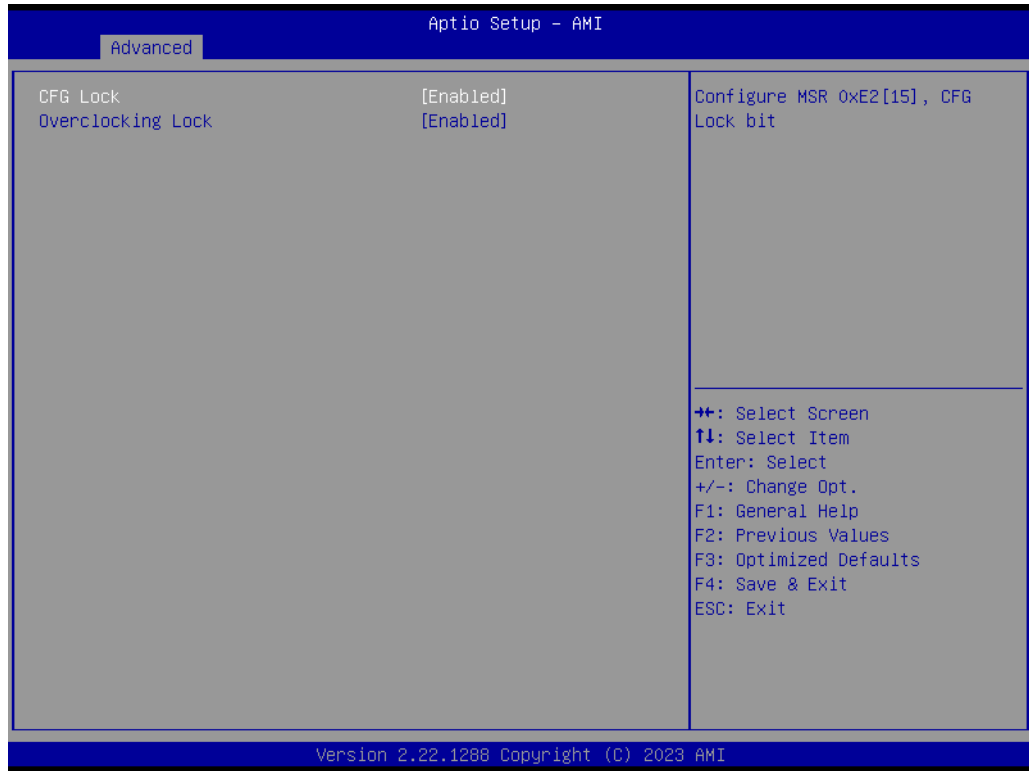 Aptio Setup – AMI
Advanced
CFG Lock [Enabled]
Overclocking Lock [Enabled]
Configure MSR 0xE2[15], CFG
Lock bit
→←: Select Screen
↑↓: Select Item
Enter: Select
+/-: Change Opt.
F1: General Help
F2: Previous Values
F3: Optimized Defaults
F4: Save & Exit
ESC: Exit
Version 2.22.1288 Copyright (C) 2023 AMI